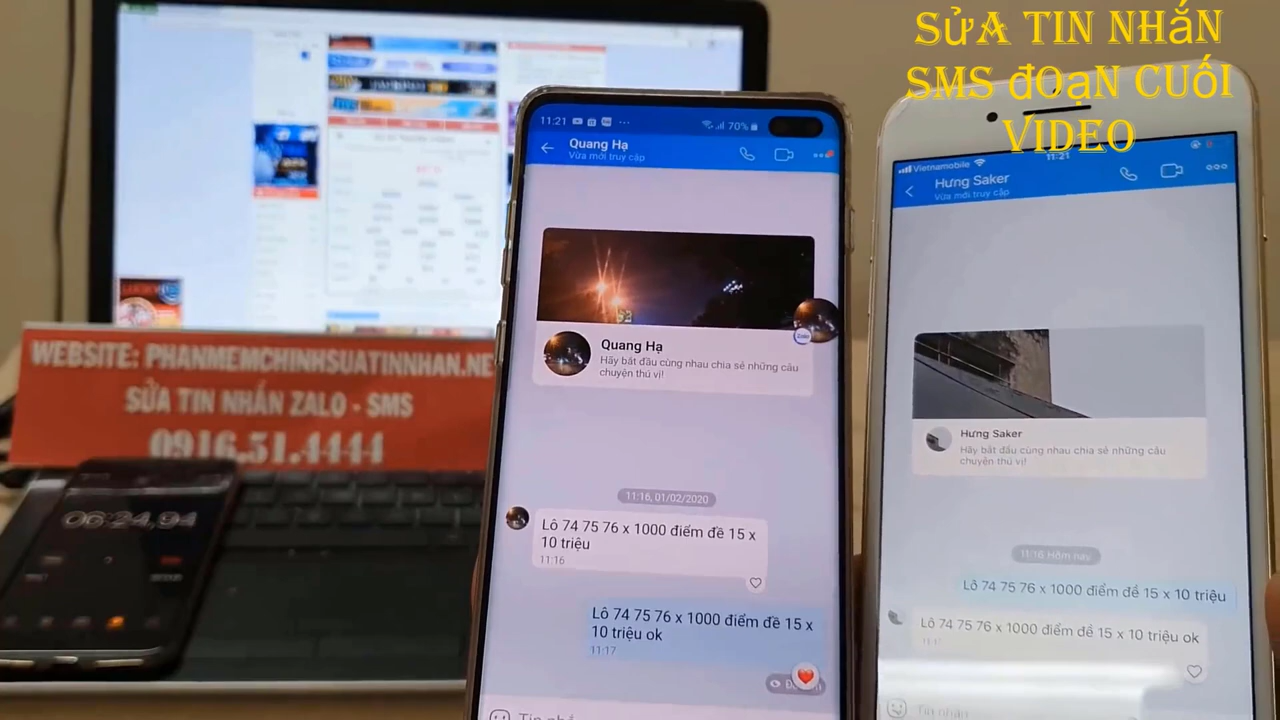 SỬA TIN NHẮN
SMS ĐOẠN CUỐI
VIDEO
WEBSITE: PHANMEMCHINHSUATINNHAN.NE
SỬA TIN NHẮN ZALO - SMS
0916.51.4444
06:24,94
11:21
70%
Quang Hạ
Vừa mới truy cập
Zalo
Quang Hạ
Hãy bắt đầu cùng nhau chia sẻ những câu
chuyện thú vị!
11:16, 01/02/2020
Lô 74 75 76 x 1000 điểm đề 15 x
10 triệu
11:16
Lô 74 75 76 x 1000 điểm đề 15 x
10 triệu ok
11:17
Tin nhắ
Vietnamobile
11:21
Hưng Saker
Vừa mới truy cập
Hưng Saker
Hãy bắt đầu cùng nhau chia sẻ những câu
chuyện thú vị!
11:16 Hôm nay
Lô 74 75 76 x 1000 điểm đề 15 x 10 triệu
Lô 74 75 76 x 1000 điểm đề 15 x 10 triệu ok
11:17
Tin nhắn